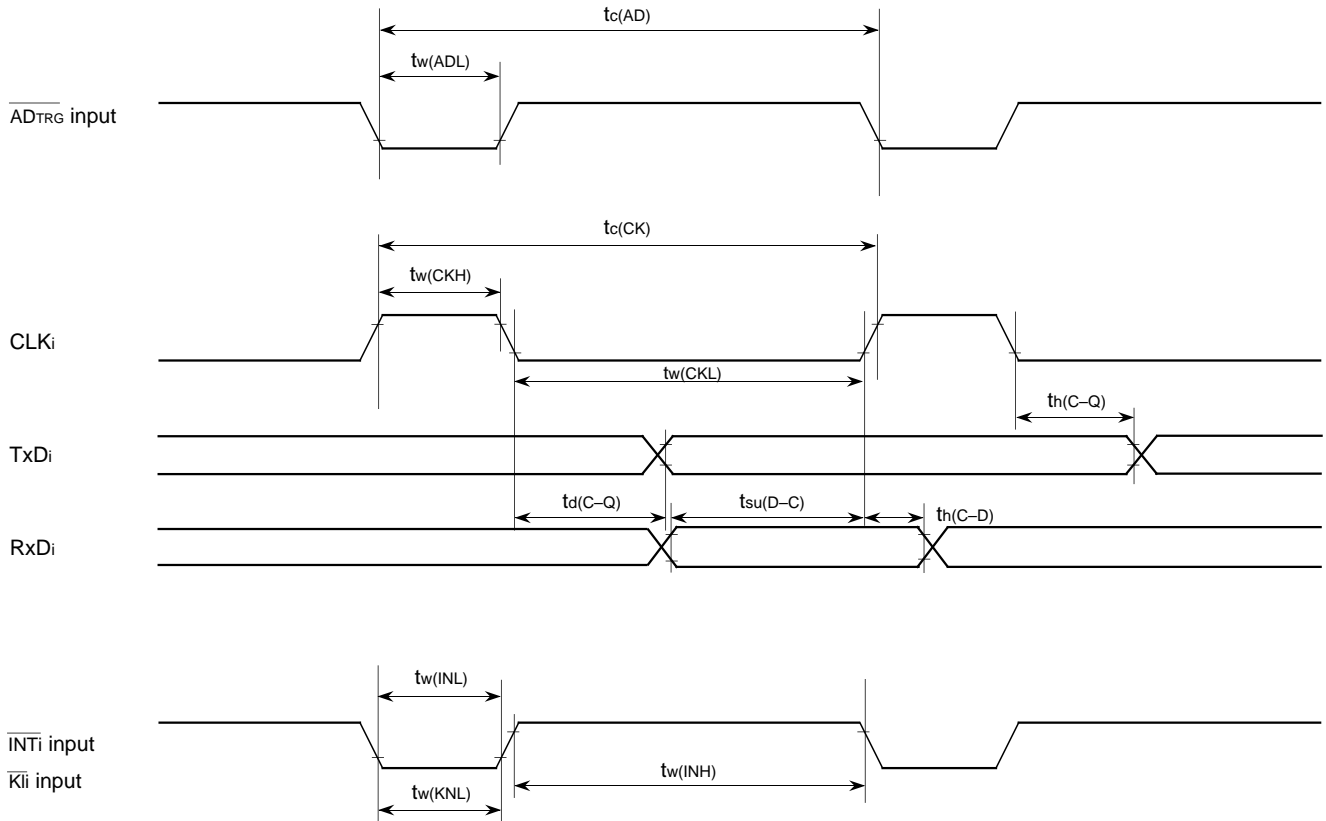 tc(AD)
tw(ADL)
ADTRG input
tc(CK)
tw(CKH)
CLKi
tw(CKL)
th(C–Q)
TxDi
td(C–Q)
tsu(D–C)
th(C–D)
RxDi
tw(INL)
INTi input
KIi input
tw(INH)
tw(KNL)